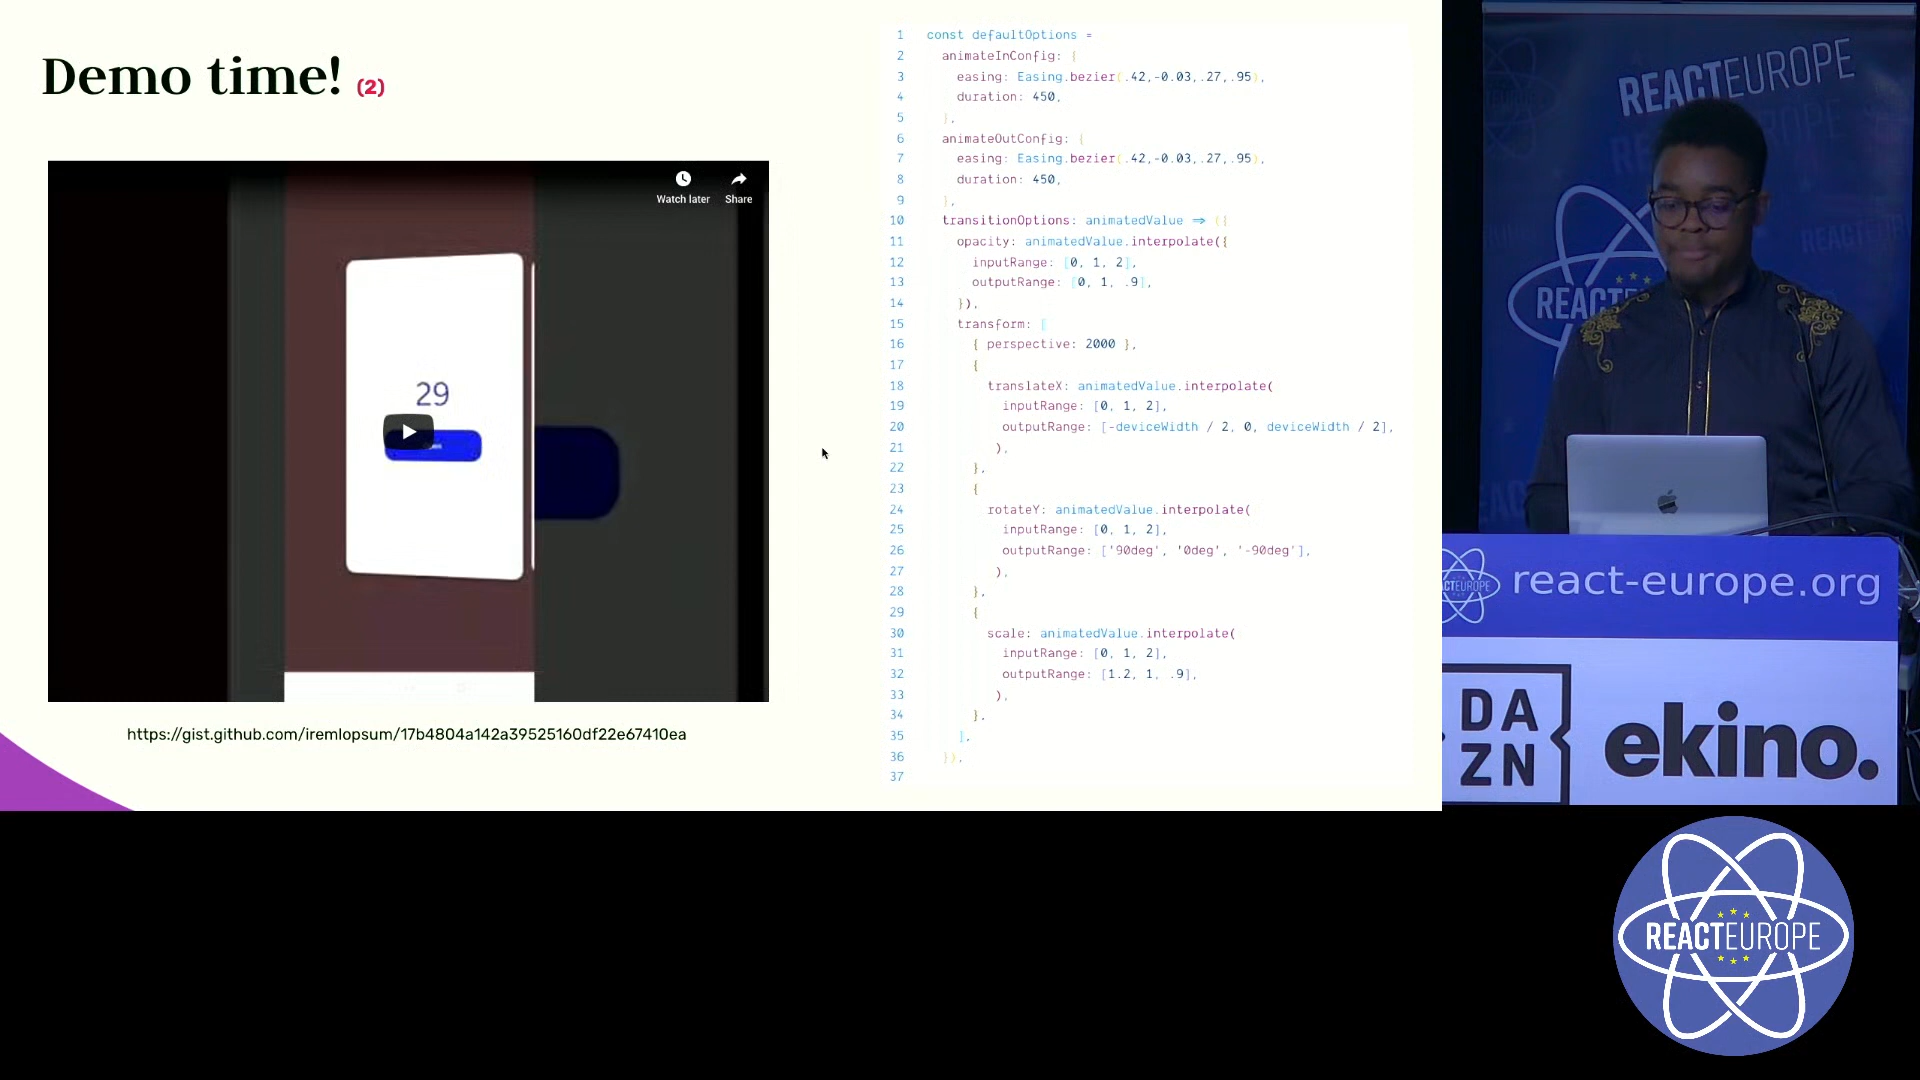 Demo time! (2)
Watch later
Share
29
https://gist.github.com/iremlopsum/17b4804a142a39525160df22e67410ea
1 const defaultOptions =
2 animateInConfig: {
3 easing: Easing.bezier(.42,-0.03,.27,.95),
4 duration: 450,
5 },
6 animateOutConfig: {
7 easing: Easing.bezier(.42,-0.03,.27,.95),
8 duration: 450,
9 },
10 transitionOptions: animatedValue => ({
11 opacity: animatedValue.interpolate({
12 inputRange: [0, 1, 2],
13 outputRange: [0, 1, .9],
14 }),
15 transform: [
16 { perspective: 2000 },
17 {
18 translateX: animatedValue.interpolate(
19 inputRange: [0, 1, 2],
20 outputRange: [-deviceWidth / 2, 0, deviceWidth / 2],
21 ),
22 },
23 {
24 rotateY: animatedValue.interpolate(
25 inputRange: [0, 1, 2],
26 outputRange: ['90deg', '0deg', '-90deg'],
27 ),
28 },
29 {
30 scale: animatedValue.interpolate(
31 inputRange: [0, 1, 2],
32 outputRange: [1.2, 1, .9],
33 ),
34 },
35 ],
36 }),
37
REACTEUROPE
react-europe.org
DA
ZN
ekino.
REACTEUROPE